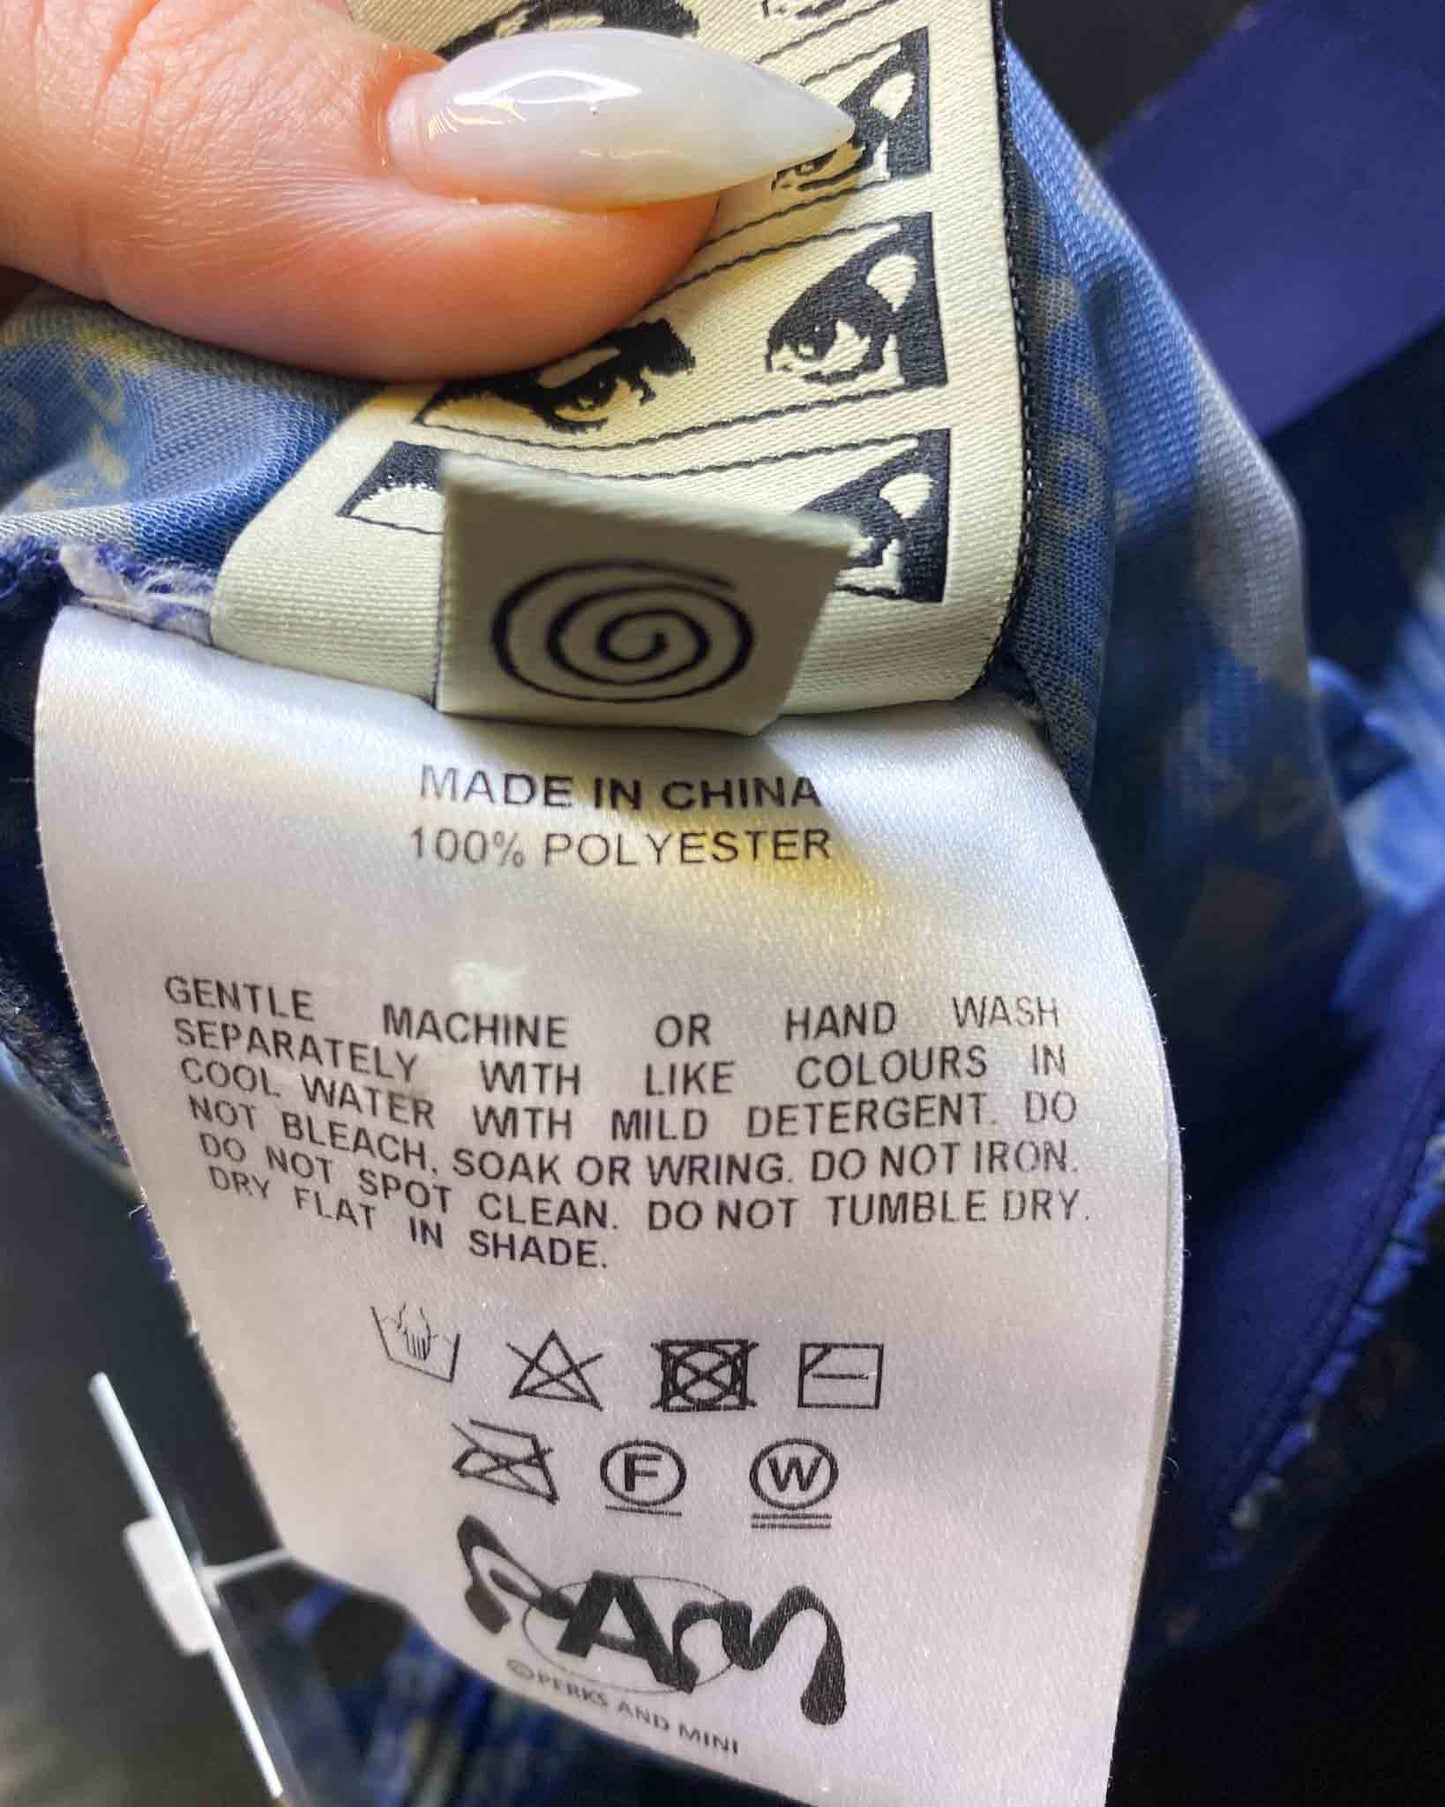 MADE IN CHINA
100% POLYESTER
GENTLE MACHINE OR HAND WASH
SEPARATELY WITH LIKE COLOURS IN
COOL WATER WITH MILD DETERGENT. DO
NOT BLEACH, SOAK OR WRING. DO NOT IRON.
DO NOT SPOT CLEAN. DO NOT TUMBLE DRY.
DRY FLAT IN SHADE.
F W
PAM
©PERKS AND MINI